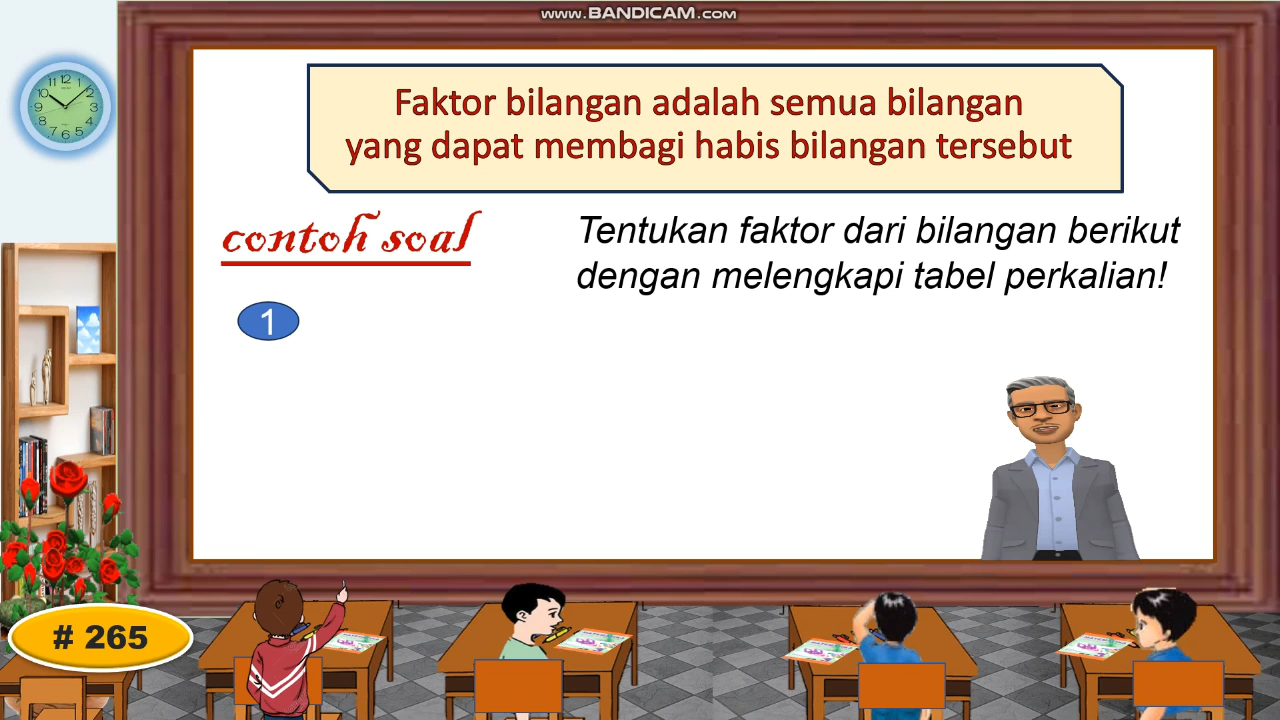 www.BANDICAM.com
Faktor bilangan adalah semua bilangan
yang dapat membagi habis bilangan tersebut
contoh soal
Tentukan faktor dari bilangan berikut
dengan melengkapi tabel perkalian!
1
# 265